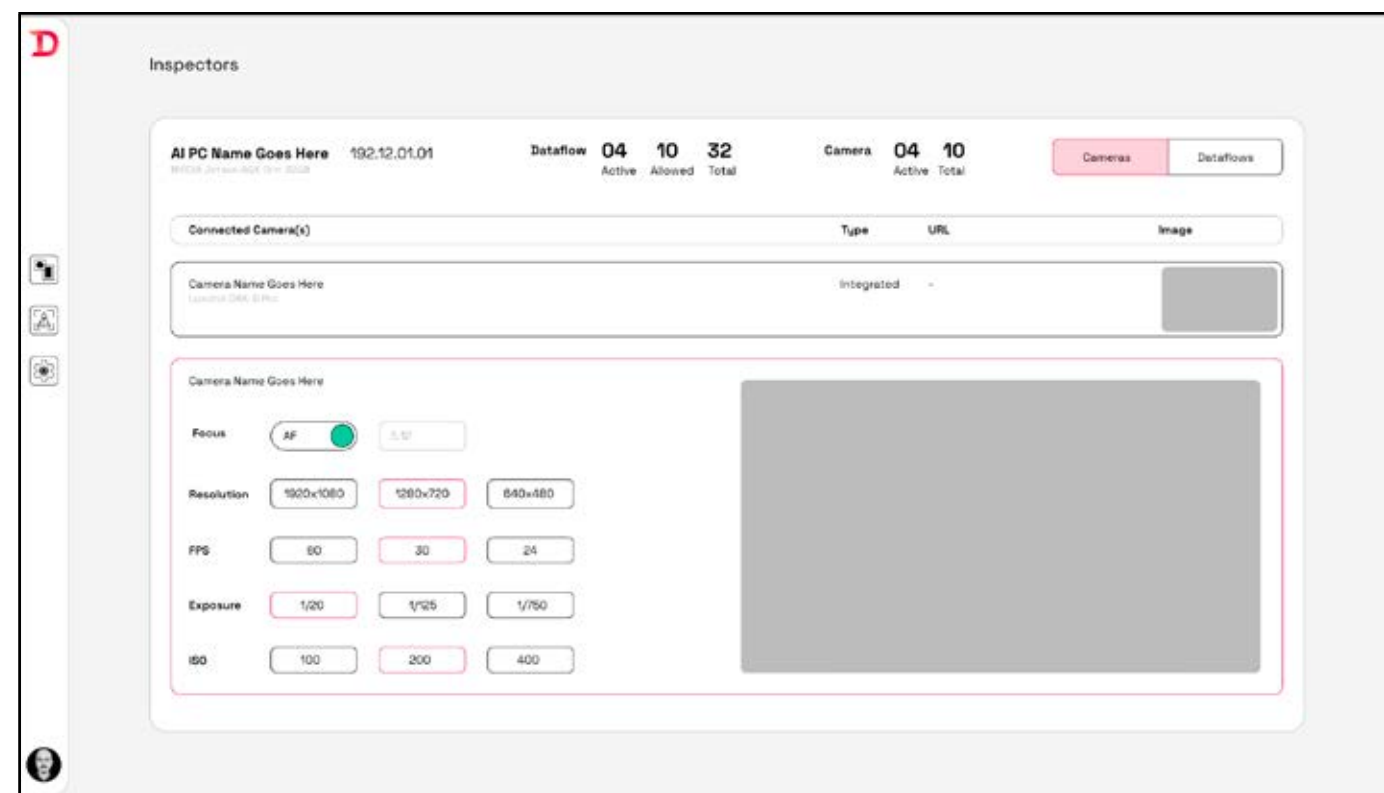 D
Inspectors
AI PC Name Goes Here 192.12.01.01 Dataflow 04 10 32 Camera 04 10 Cameras Dataflows
Active Allowed Total Active Total
Connected Camera(s) Type URL Image
Camera Name Goes Here Integrated -
Camera Name Goes Here
Focus AF
Resolution 1920x1080 1280x720 640x480
FPS 60 30 24
Exposure 1/20 1/125 1/750
ISO 100 200 400